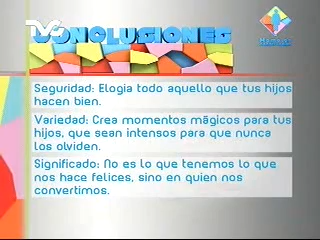 TVC
CONCLUSIONES
Seguridad: Elogia todo aquello que tus hijos
hacen bien.
Variedad: Crea momentos mágicos para tus
hijos, que sean intensos para que nunca
los olviden.
Significado: No es lo que tenemos lo que
nos hace felices, sino en quien nos
convertimos.